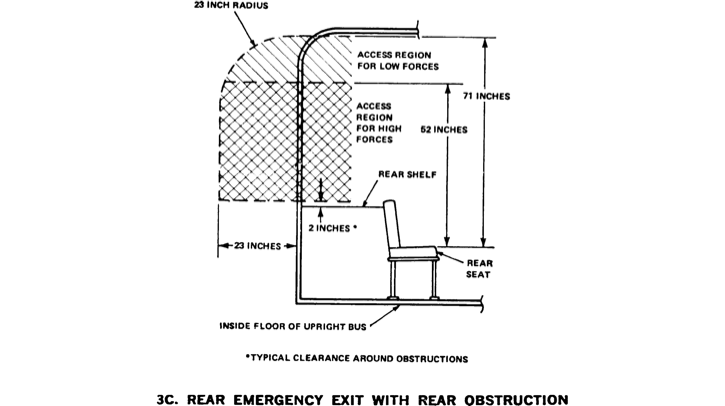 23 INCH RADIUS
ACCESS REGION
FOR LOW FORCES
71 INCHES
ACCESS
REGION
FOR HIGH
FORCES
52 INCHES
REAR SHELF
2 INCHES *
23 INCHES
REAR
SEAT
INSIDE FLOOR OF UPRIGHT BUS
*TYPICAL CLEARANCE AROUND OBSTRUCTIONS
3C. REAR EMERGENCY EXIT WITH REAR OBSTRUCTION